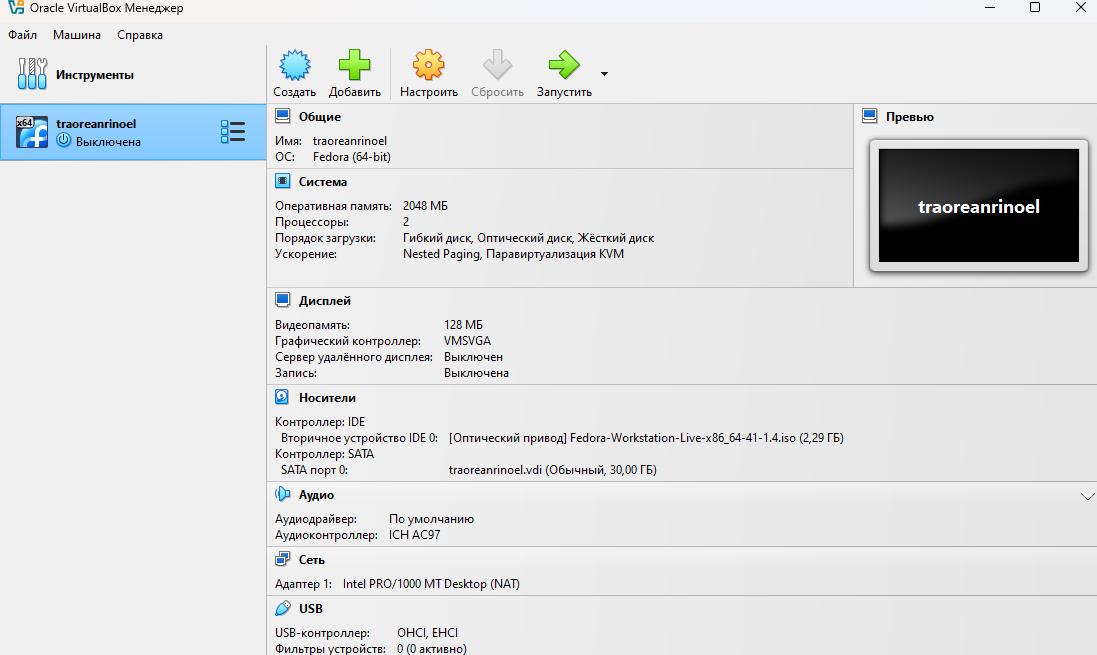 Oracle VirtualBox Менеджер
Файл Машина Справка
Инструменты
Создать Добавить Настроить Сбросить Запустить
x64
traoreanrinoel
Выключена
Общие
Имя: traoreanrinoel
ОС: Fedora (64-bit)
Превью
traoreanrinoel
Система
Оперативная память: 2048 МБ
Процессоры: 2
Порядок загрузки: Гибкий диск, Оптический диск, Жёсткий диск
Ускорение: Nested Paging, Паравиртуализация KVM
Дисплей
Видеопамять: 128 МБ
Графический контроллер: VMSVGA
Сервер удалённого дисплея: Выключен
Запись: Выключена
Носители
Контроллер: IDE
Вторичное устройство IDE 0: [Оптический привод] Fedora-Workstation-Live-x86_64-41-1.4.iso (2,29 ГБ)
Контроллер: SATA
SATA порт 0: traoreanrinoel.vdi (Обычный, 30,00 ГБ)
Аудио
Аудиодрайвер: По умолчанию
Аудиоконтроллер: ICH AC97
Сеть
Адаптер 1: Intel PRO/1000 MT Desktop (NAT)
USB
USB-контроллер: OHCI, EHCI
Фильтры устройств: 0 (0 активно)